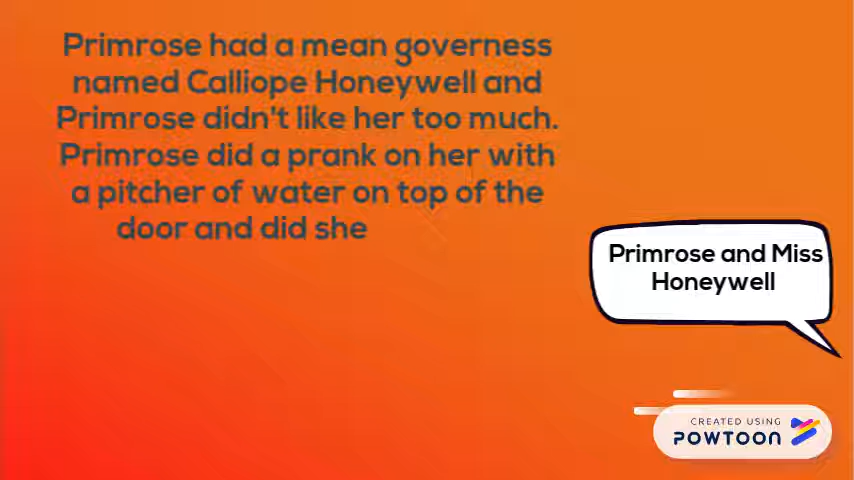 Primrose had a mean governess
named Calliope Honeywell and
Primrose didn't like her too much.
Primrose did a prank on her with
a pitcher of water on top of the
door and did she
Primrose and Miss
Honeywell
CREATED USING
POWTOON